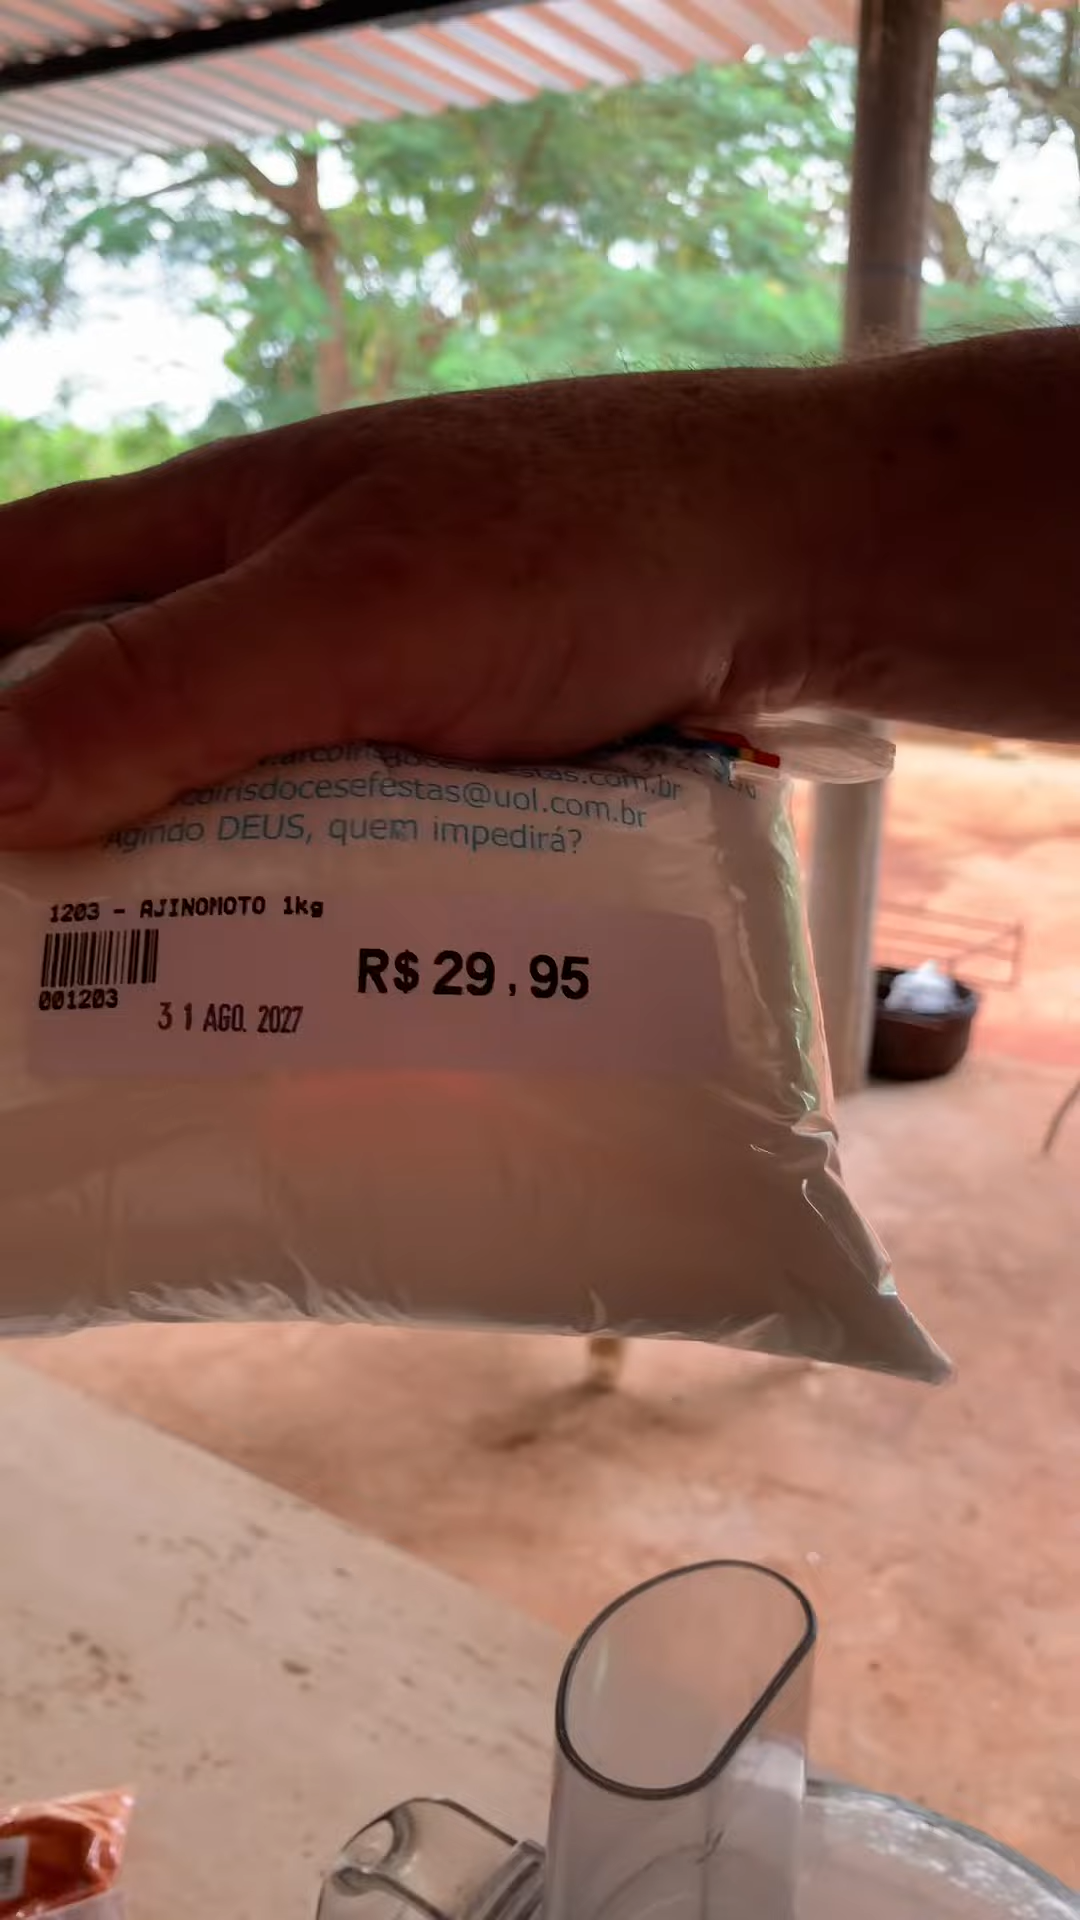 coirisdocesefestas@uol.com.br
Agindo DEUS, quem impedirá?
1203 - AJINOMOTO 1kg
R$ 29,95
001203
31 AGO. 2027